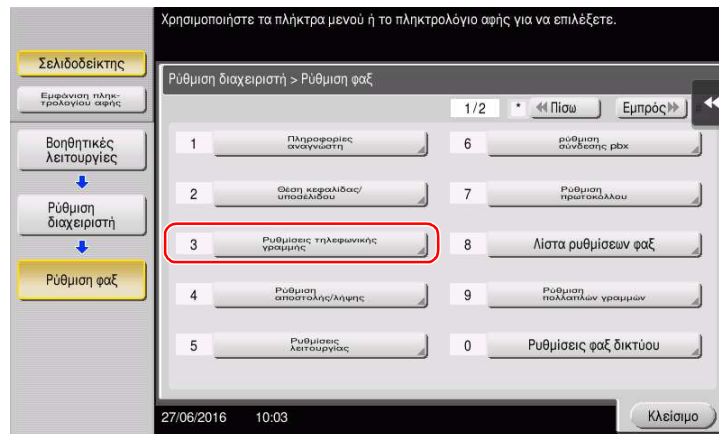 Χρησιμοποιήστε τα πλήκτρα μενού ή το πληκτρολόγιο αφής για να επιλέξετε.
Σελιδοδείκτης
Εμφάνιση πληκ-
τρολογίου αφής
Βοηθητικές
λειτουργίες
Ρύθμιση
διαχειριστή
Ρύθμιση φαξ
Ρύθμιση διαχειριστή > Ρύθμιση φαξ
1/2 * Πίσω Εμπρός
1 Πληροφορίες
αναγνώστη
6 ρύθμιση
σύνδεσης pbx
2 Θέση κεφαλίδας/
υποσέλιδου
7 Ρύθμιση
πρωτοκόλλου
3 Ρυθμίσεις τηλεφωνικής
γραμμής
8 Λίστα ρυθμίσεων φαξ
4 Ρύθμιση
αποστολής/λήψης
9 Ρύθμιση
πολλαπλών γραμμών
5 Ρυθμίσεις
λειτουργίας
0 Ρυθμίσεις φαξ δικτύου
27/06/2016 10:03
Κλείσιμο